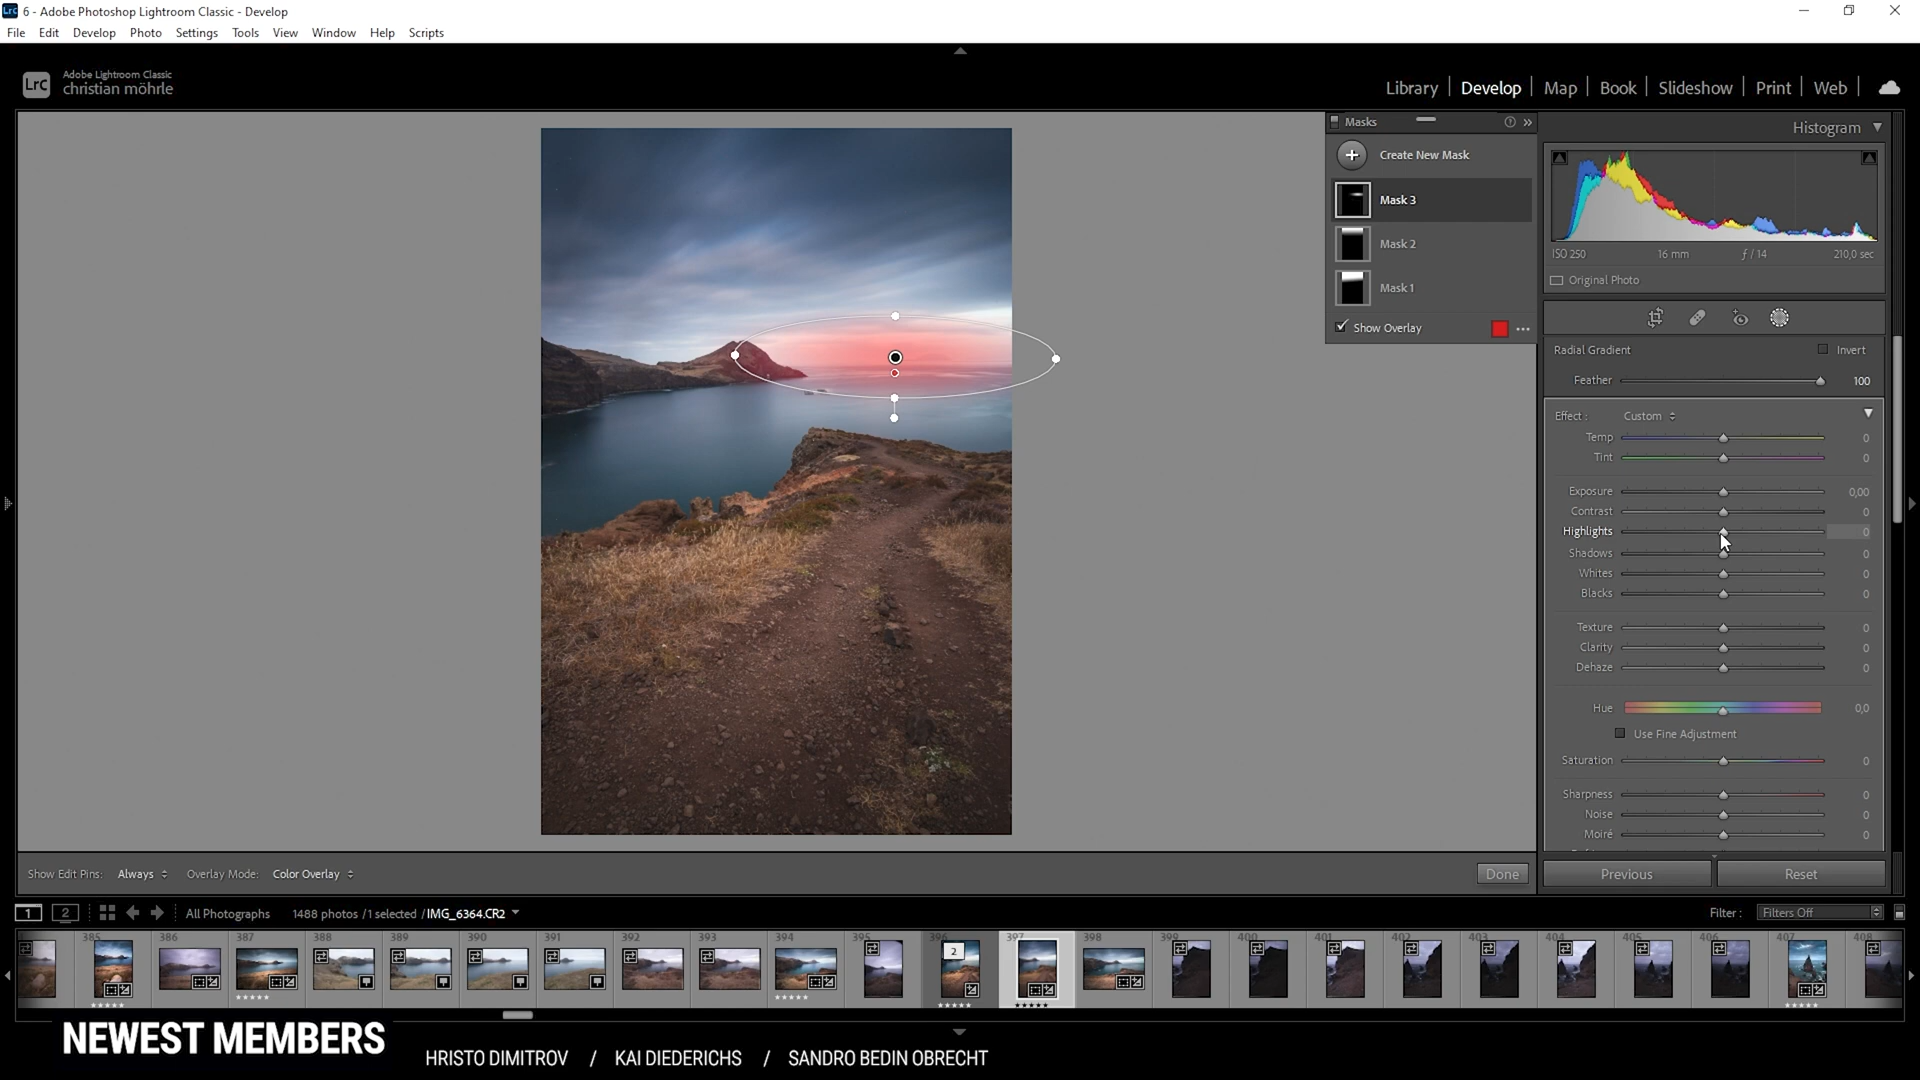 Lrc 6 - Adobe Photoshop Lightroom Classic - Develop
File Edit Develop Photo Settings Tools View Window Help Scripts
LrC Adobe Lightroom Classic
christian möhrle
Library Develop Map Book Slideshow Print Web
Masks
Create New Mask
Mask 3
Mask 2
Mask 1
Show Overlay
Histogram
ISO 250 16 mm ƒ / 14 210,0 sec
Original Photo
Radial Gradient Invert
Feather 100
Effect : Custom
Temp 0
Tint 0
Exposure 0,00
Contrast 0
Highlights 0
Shadows 0
Whites 0
Blacks 0
Texture 0
Clarity 0
Dehaze 0
Hue 0,0
Use Fine Adjustment
Saturation 0
Sharpness 0
Noise 0
Moiré 0
Show Edit Pins: Always Overlay Mode: Color Overlay Done
Previous Reset
1 2 All Photographs 1488 photos / 1 selected / IMG_6364.CR2 Filter : Filters Off
385 386 387 388 389 390 391 392 393 394 395 396 397 398 399 400 401 402 403 404 405 406 407 408
2
NEWEST MEMBERS
HRISTO DIMITROV / KAI DIEDERICHS / SANDRO BEDIN OBRECHT